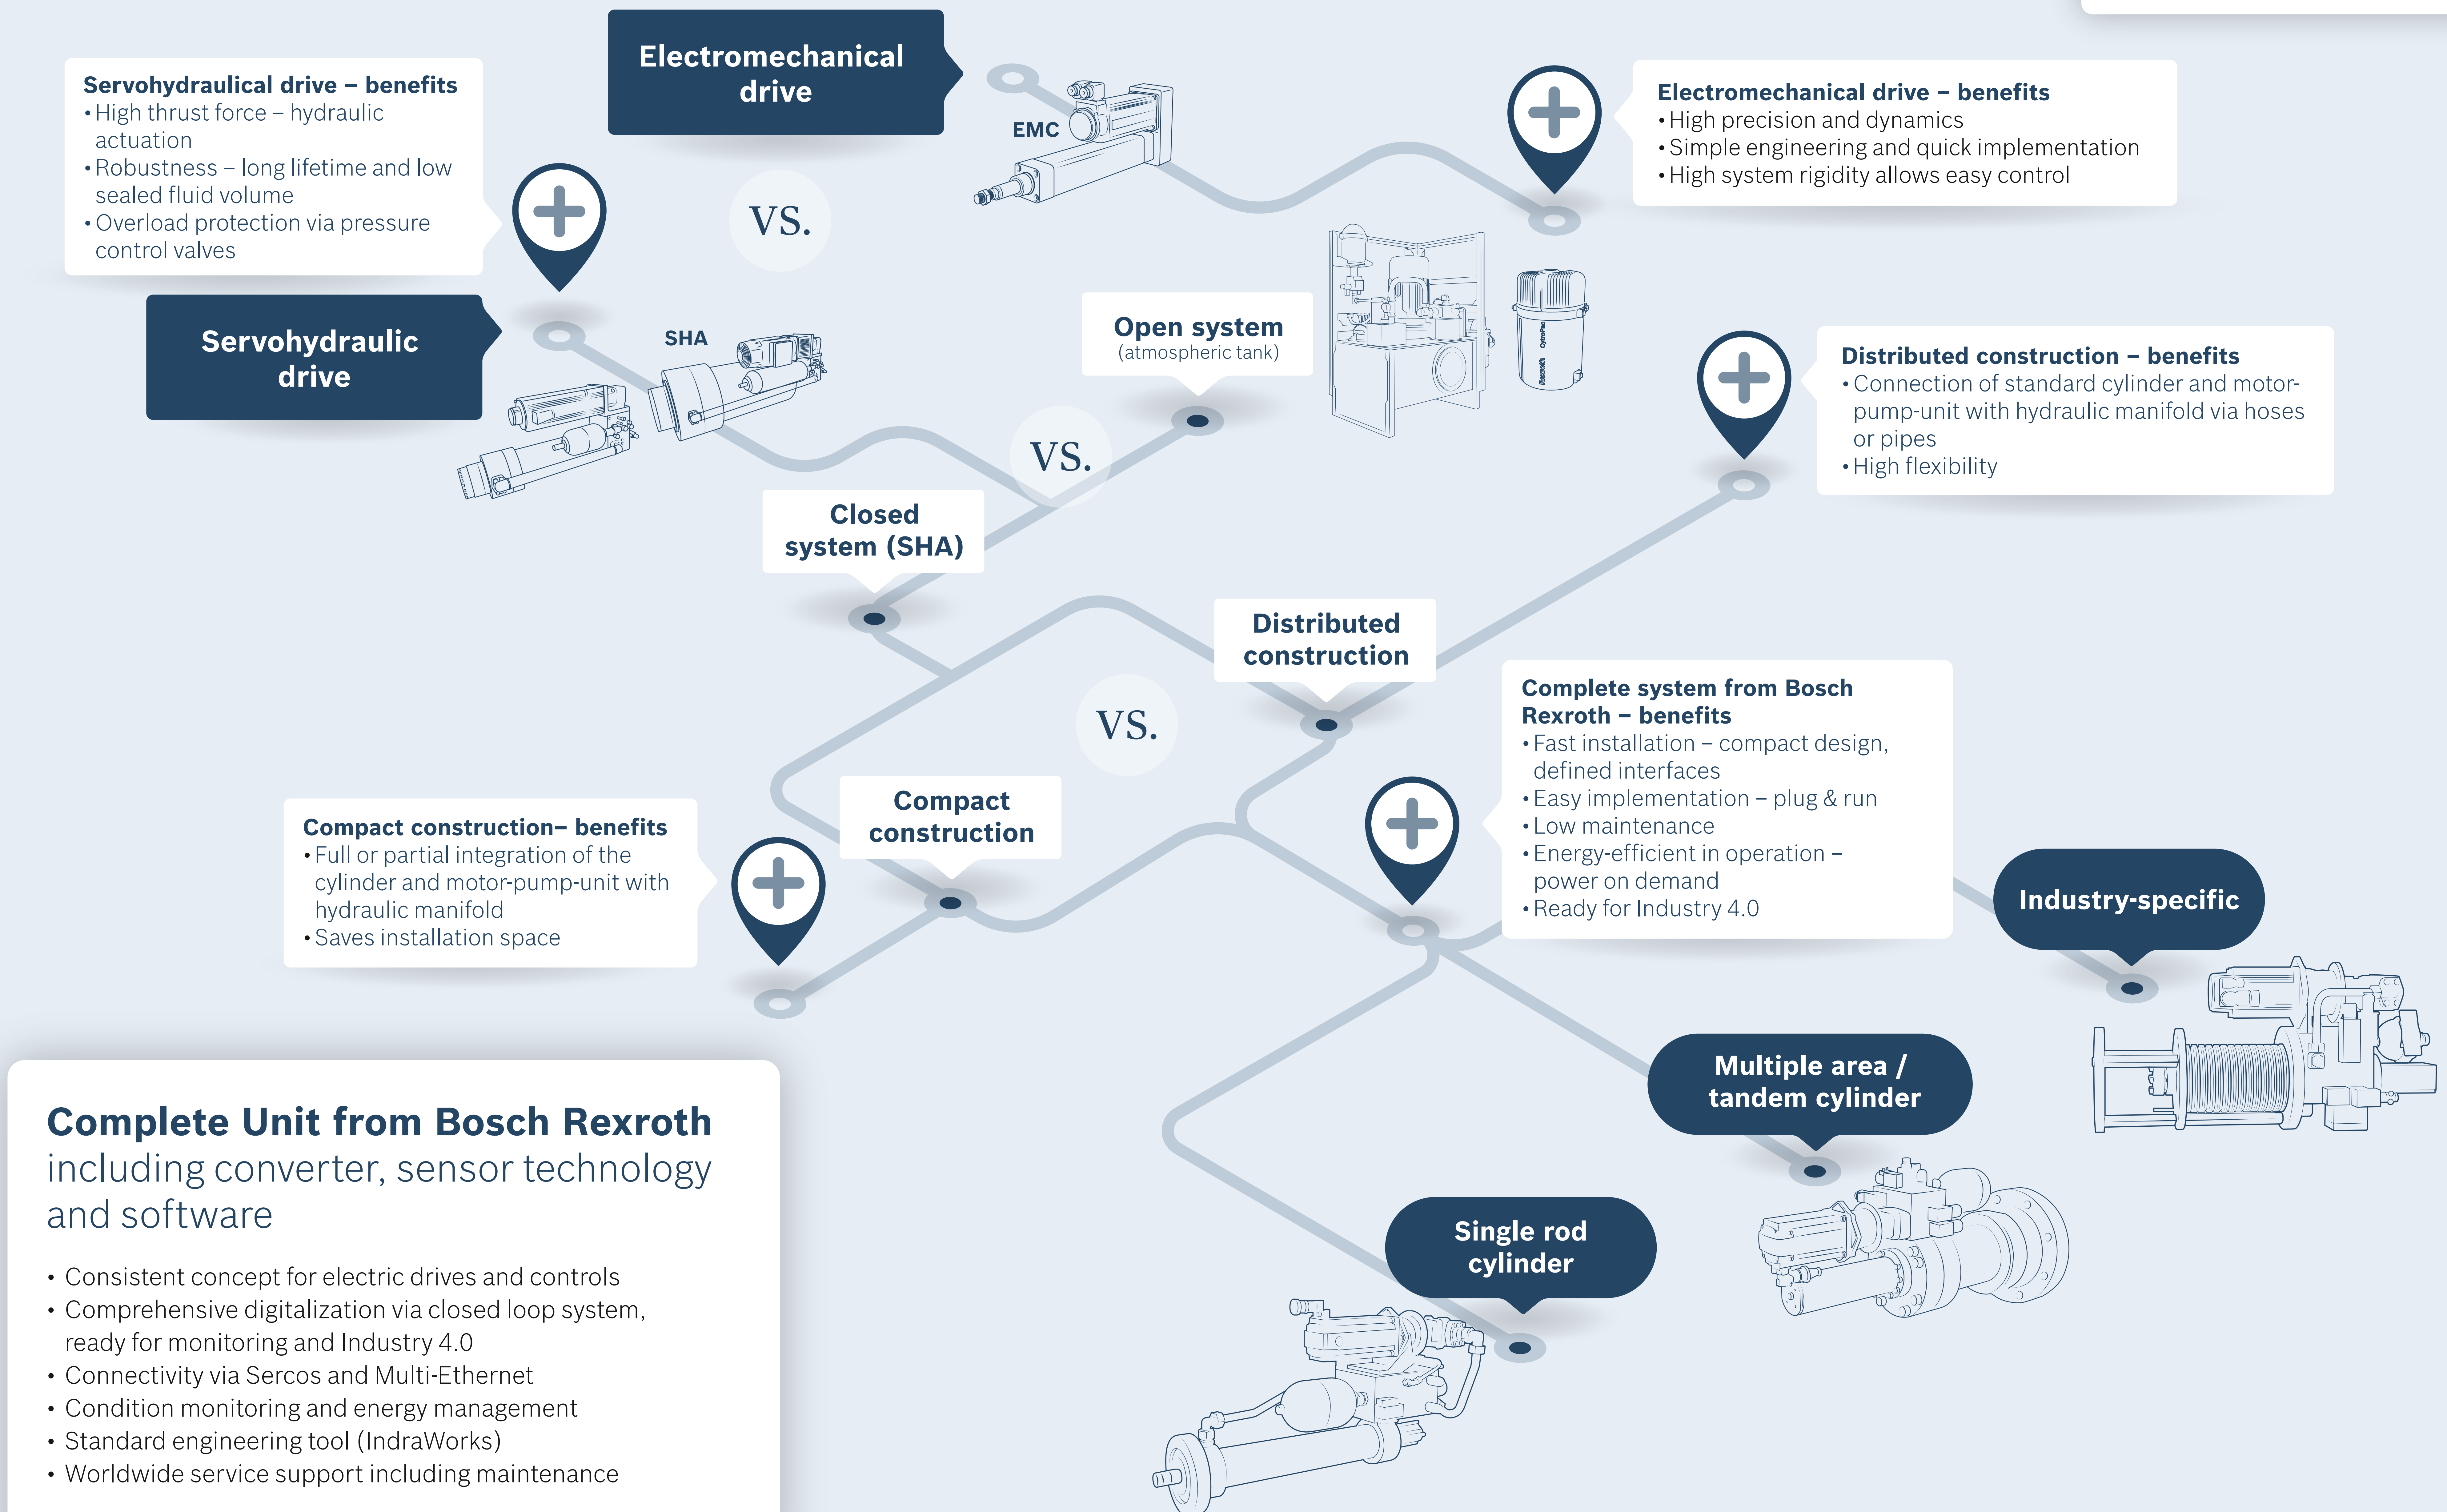 Electromechanical
drive
Servohydraulical drive – benefits
•High thrust force – hydraulic
actuation
•Robustness – long lifetime and low
sealed fluid volume
•Overload protection via pressure
control valves
EMC
Electromechanical drive – benefits
•High precision and dynamics
•Simple engineering and quick implementation
•High system rigidity allows easy control
VS.
Servohydraulic
drive
SHA
Open system
(atmospheric tank)
Rexroth CytroPac
Distributed construction – benefits
•Connection of standard cylinder and motor-
pump-unit with hydraulic manifold via hoses
or pipes
•High flexibility
VS.
Closed
system (SHA)
Distributed
construction
VS.
Complete system from Bosch
Rexroth – benefits
•Fast installation – compact design,
defined interfaces
•Easy implementation – plug & run
•Low maintenance
•Energy-efficient in operation –
power on demand
•Ready for Industry 4.0
Compact
construction
Compact construction– benefits
•Full or partial integration of the
cylinder and motor-pump-unit with
hydraulic manifold
•Saves installation space
Industry-specific
Multiple area /
tandem cylinder
Single rod
cylinder
Complete Unit from Bosch Rexroth
including converter, sensor technology
and software
• Consistent concept for electric drives and controls
• Comprehensive digitalization via closed loop system,
ready for monitoring and Industry 4.0
• Connectivity via Sercos and Multi-Ethernet
• Condition monitoring and energy management
• Standard engineering tool (IndraWorks)
• Worldwide service support including maintenance